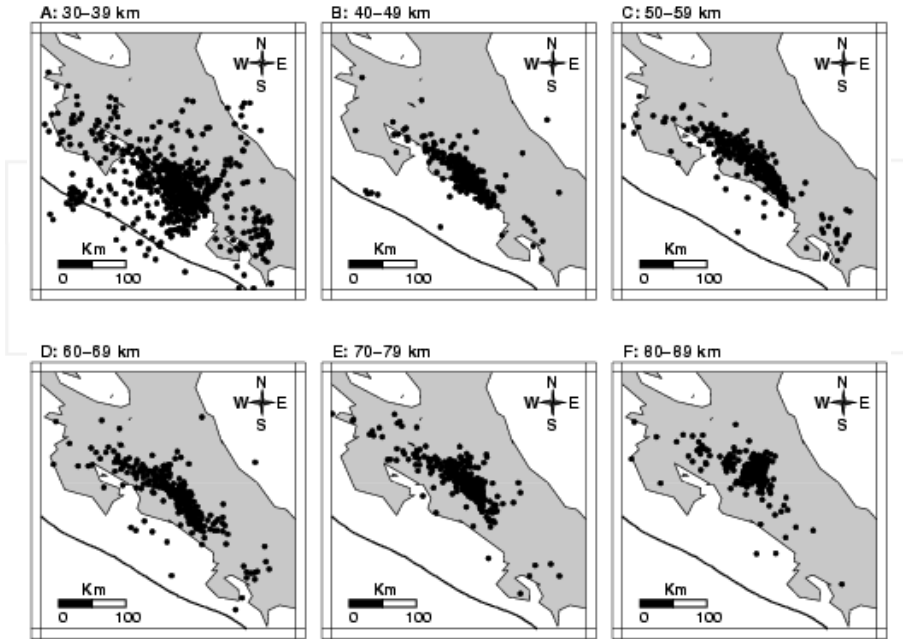 A: 30–39 km
B: 40–49 km
C: 50–59 km
N
W E
S
Km
0 100
N
W E
S
Km
0 100
N
W E
S
Km
0 100
D: 60–69 km
E: 70–79 km
F: 80–89 km
N
W E
S
Km
0 100
N
W E
S
Km
0 100
N
W E
S
Km
0 100